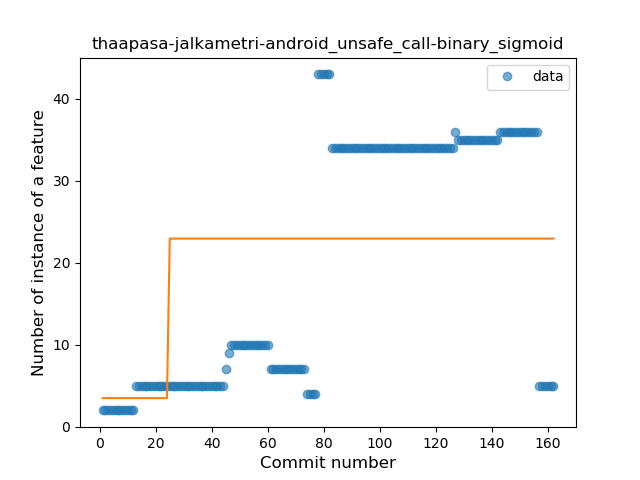 thaapasa-jalkametri-android_unsafe_call-binary_sigmoid
data
Number of instance of a feature
40
30
20
10
0
0 20 40 60 80 100 120 140 160
Commit number